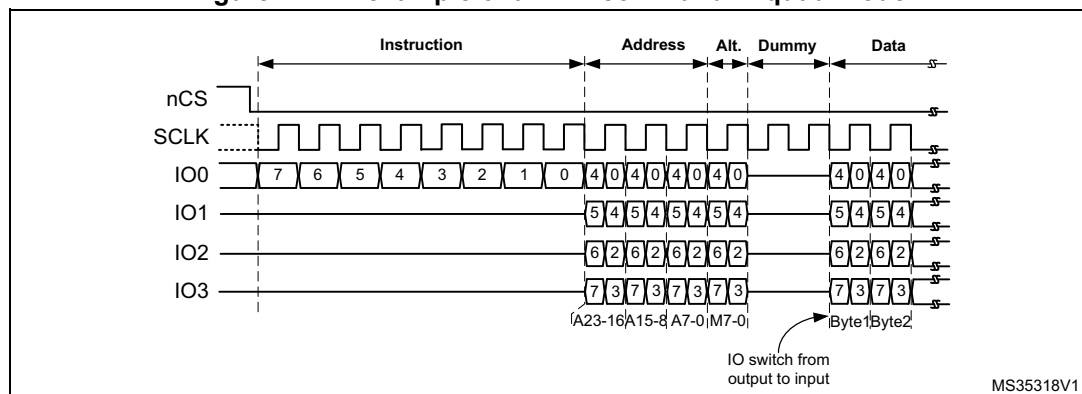 Instruction Address Alt. Dummy Data
nCS
SCLK
IO0 7 6 5 4 3 2 1 0 4 0 4 0 4 0 4 0 4 0 4 0
IO1 5 4 5 4 5 4 5 4 5 4 5 4
IO2 6 2 6 2 6 2 6 2 6 2 6 2
IO3 7 3 7 3 7 3 7 3 7 3 7 3
A23-16 A15-8 A7-0 M7-0 Byte1 Byte2
IO switch from
output to input
MS35318V1